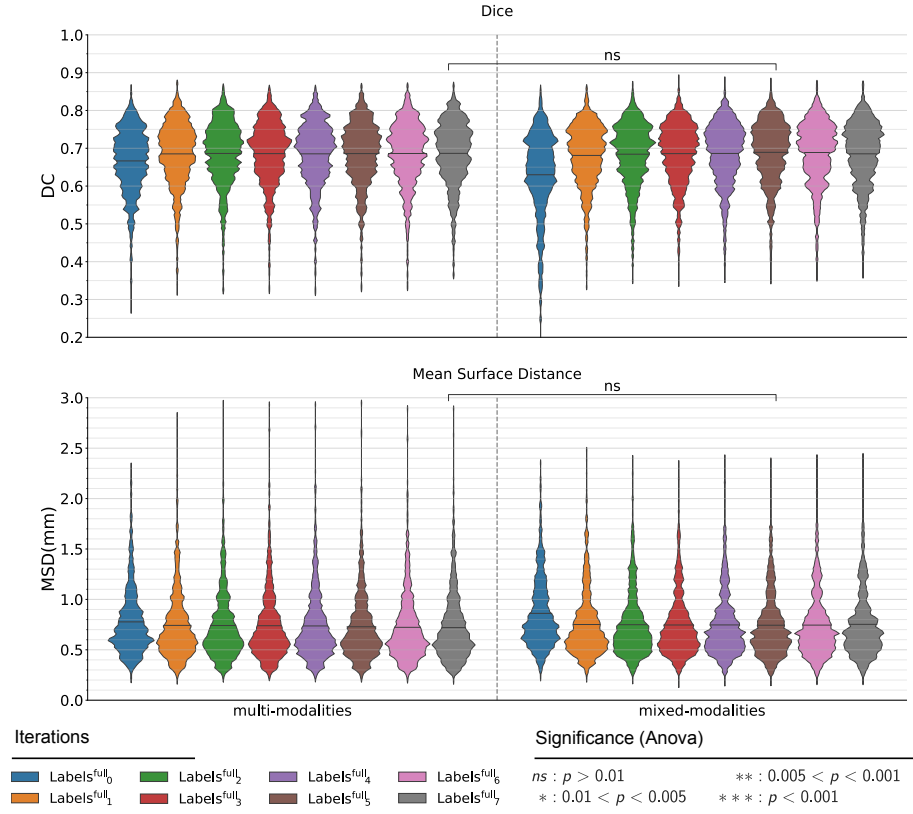 Dice
ns
DC
1.0
0.9
0.8
0.7
0.6
0.5
0.4
0.3
0.2
Mean Surface Distance
ns
MSD(mm)
3.0
2.5
2.0
1.5
1.0
0.5
0.0
multi-modalities mixed-modalities
Iterations
Labels^full_0 Labels^full_2 Labels^full_4 Labels^full_6
Labels^full_1 Labels^full_3 Labels^full_5 Labels^full_7
Significance (Anova)
ns : p > 0.01 ** : 0.005 < p < 0.001
* : 0.01 < p < 0.005 *** : p < 0.001